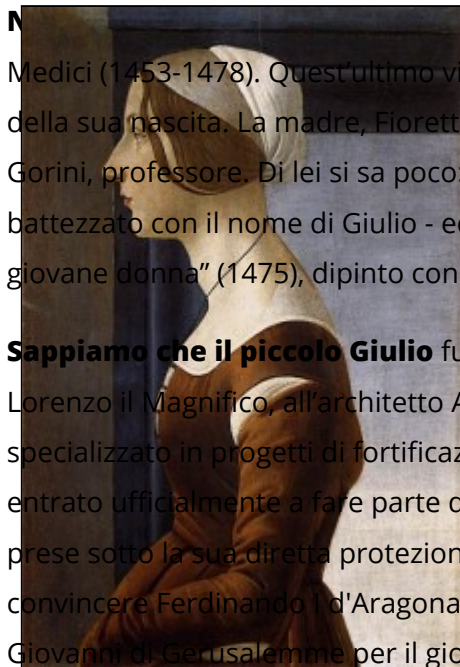 N
Medici (1453-1478). Quest'ultimo vi
della sua nascita. La madre, Fiorett
Gorini, professore. Di lei si sa poco:
battezzato con il nome di Giulio - e
giovane donna” (1475), dipinto con
Sappiamo che il piccolo Giulio fu
Lorenzo il Magnifico, all'architetto A
specializzato in progetti di fortificaz
entrato ufficialmente a fare parte d
prese sotto la sua diretta protezion
convincere Ferdinando I d'Aragona
Giovanni di Gerusalemme per il gio